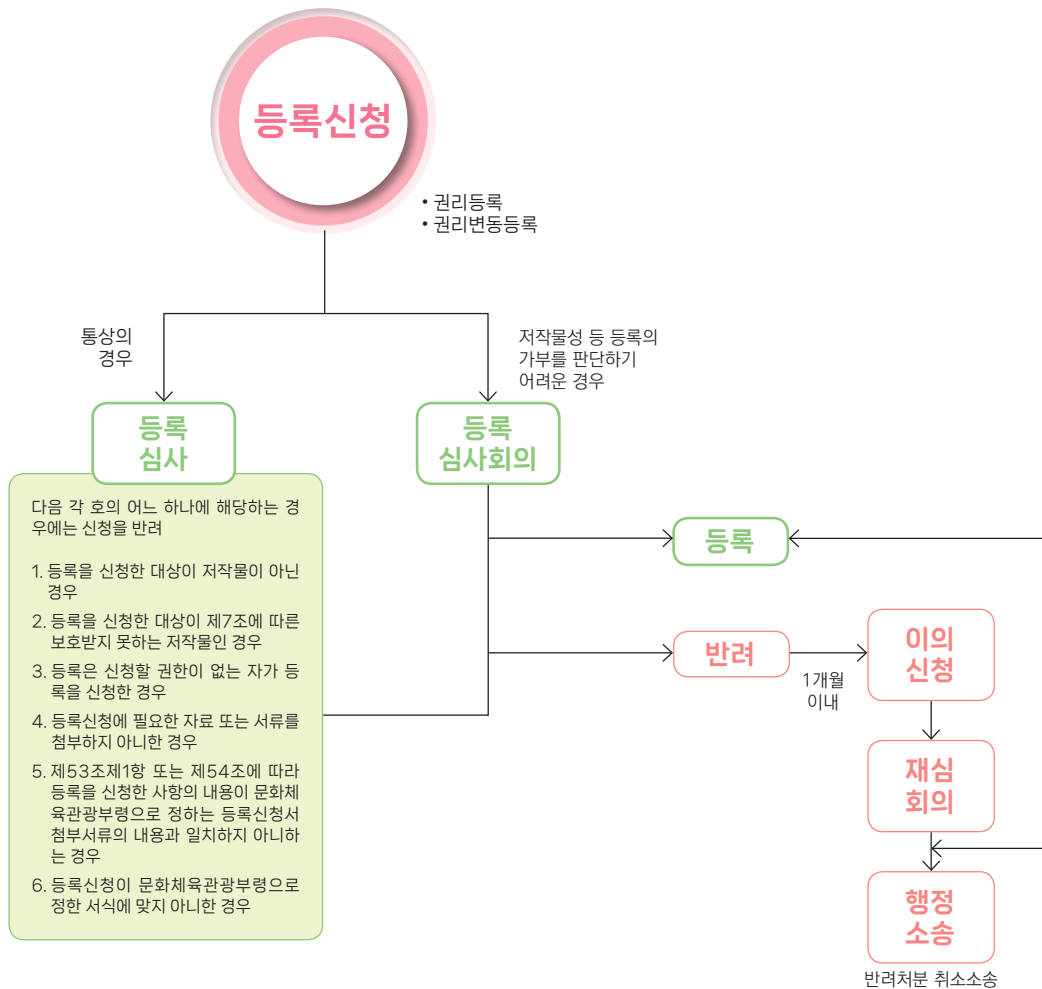 등록신청
• 권리등록
• 권리변동등록
통상의
경우
저작물성 등 등록의
가부를 판단하기
어려운 경우
등록
심사
등록
심사회의
다음 각 호의 어느 하나에 해당하는 경
우에는 신청을 반려
1. 등록을 신청한 대상이 저작물이 아닌
경우
2. 등록을 신청한 대상이 제7조에 따른
보호받지 못하는 저작물인 경우
3. 등록은 신청할 권한이 없는 자가 등
록을 신청한 경우
4. 등록신청에 필요한 자료 또는 서류를
첨부하지 아니한 경우
5. 제53조제1항 또는 제54조에 따라
등록을 신청한 사항의 내용이 문화체
육관광부령으로 정하는 등록신청서
첨부서류의 내용과 일치하지 아니하
는 경우
6. 등록신청이 문화체육관광부령으로
정한 서식에 맞지 아니한 경우
등록
반려
1개월
이내
이의
신청
재심
회의
행정
소송
반려처분 취소소송